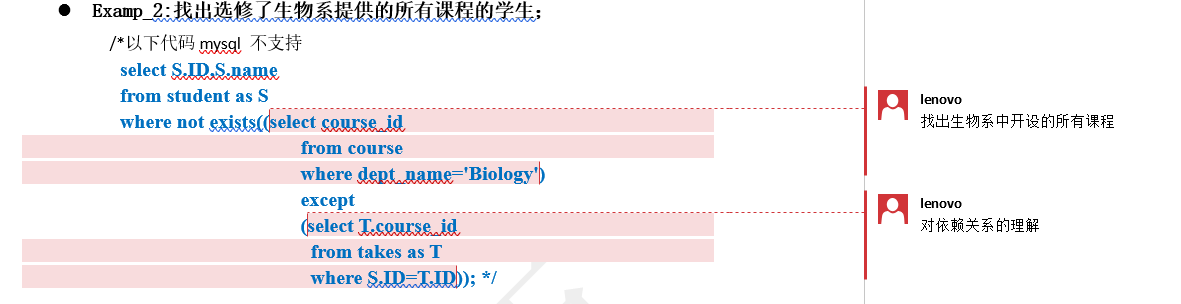 ● Examp_2:找出选修了生物系提供的所有课程的学生；
/*以下代码 mysql 不支持
select S.ID,S.name
from student as S
where not exists((select course_id
from course
where dept_name='Biology')
except
(select T.course_id
from takes as T
where S.ID=T.ID)); */
lenovo
找出生物系中开设的所有课程
lenovo
对依赖关系的理解